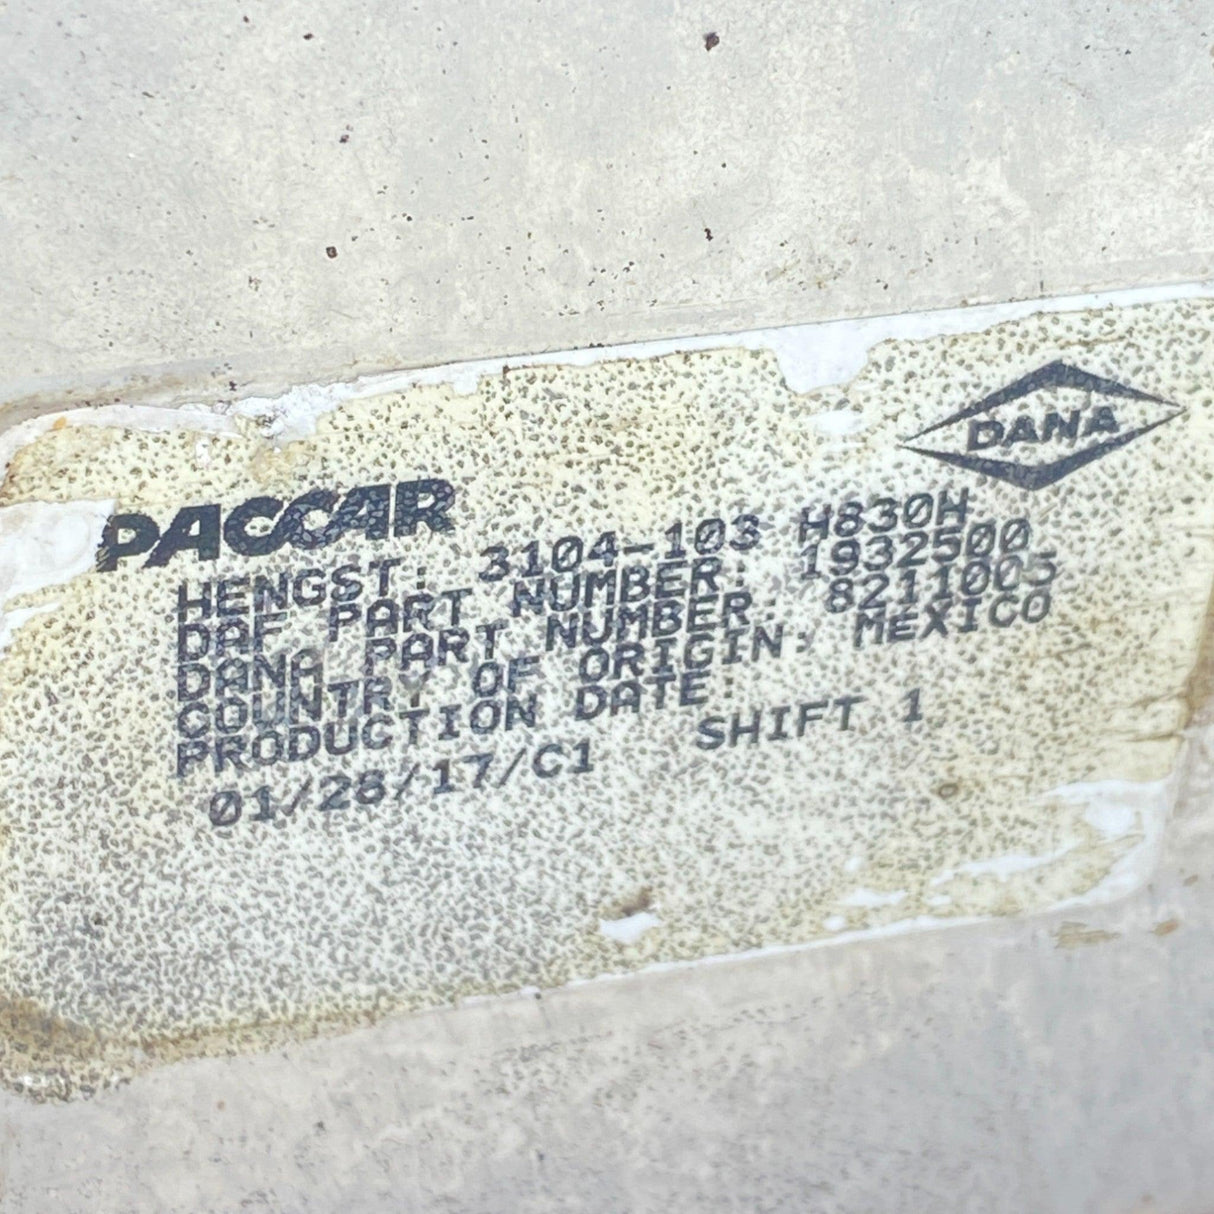 DANA
PACCAR
HENGST: 3104-103 H830H
DAF PART NUMBER: 1932500
DANA PART NUMBER: 8211005
COUNTRY OF ORIGIN: MEXICO
PRODUCTION DATE:
01/28/17/C1 SHIFT 1